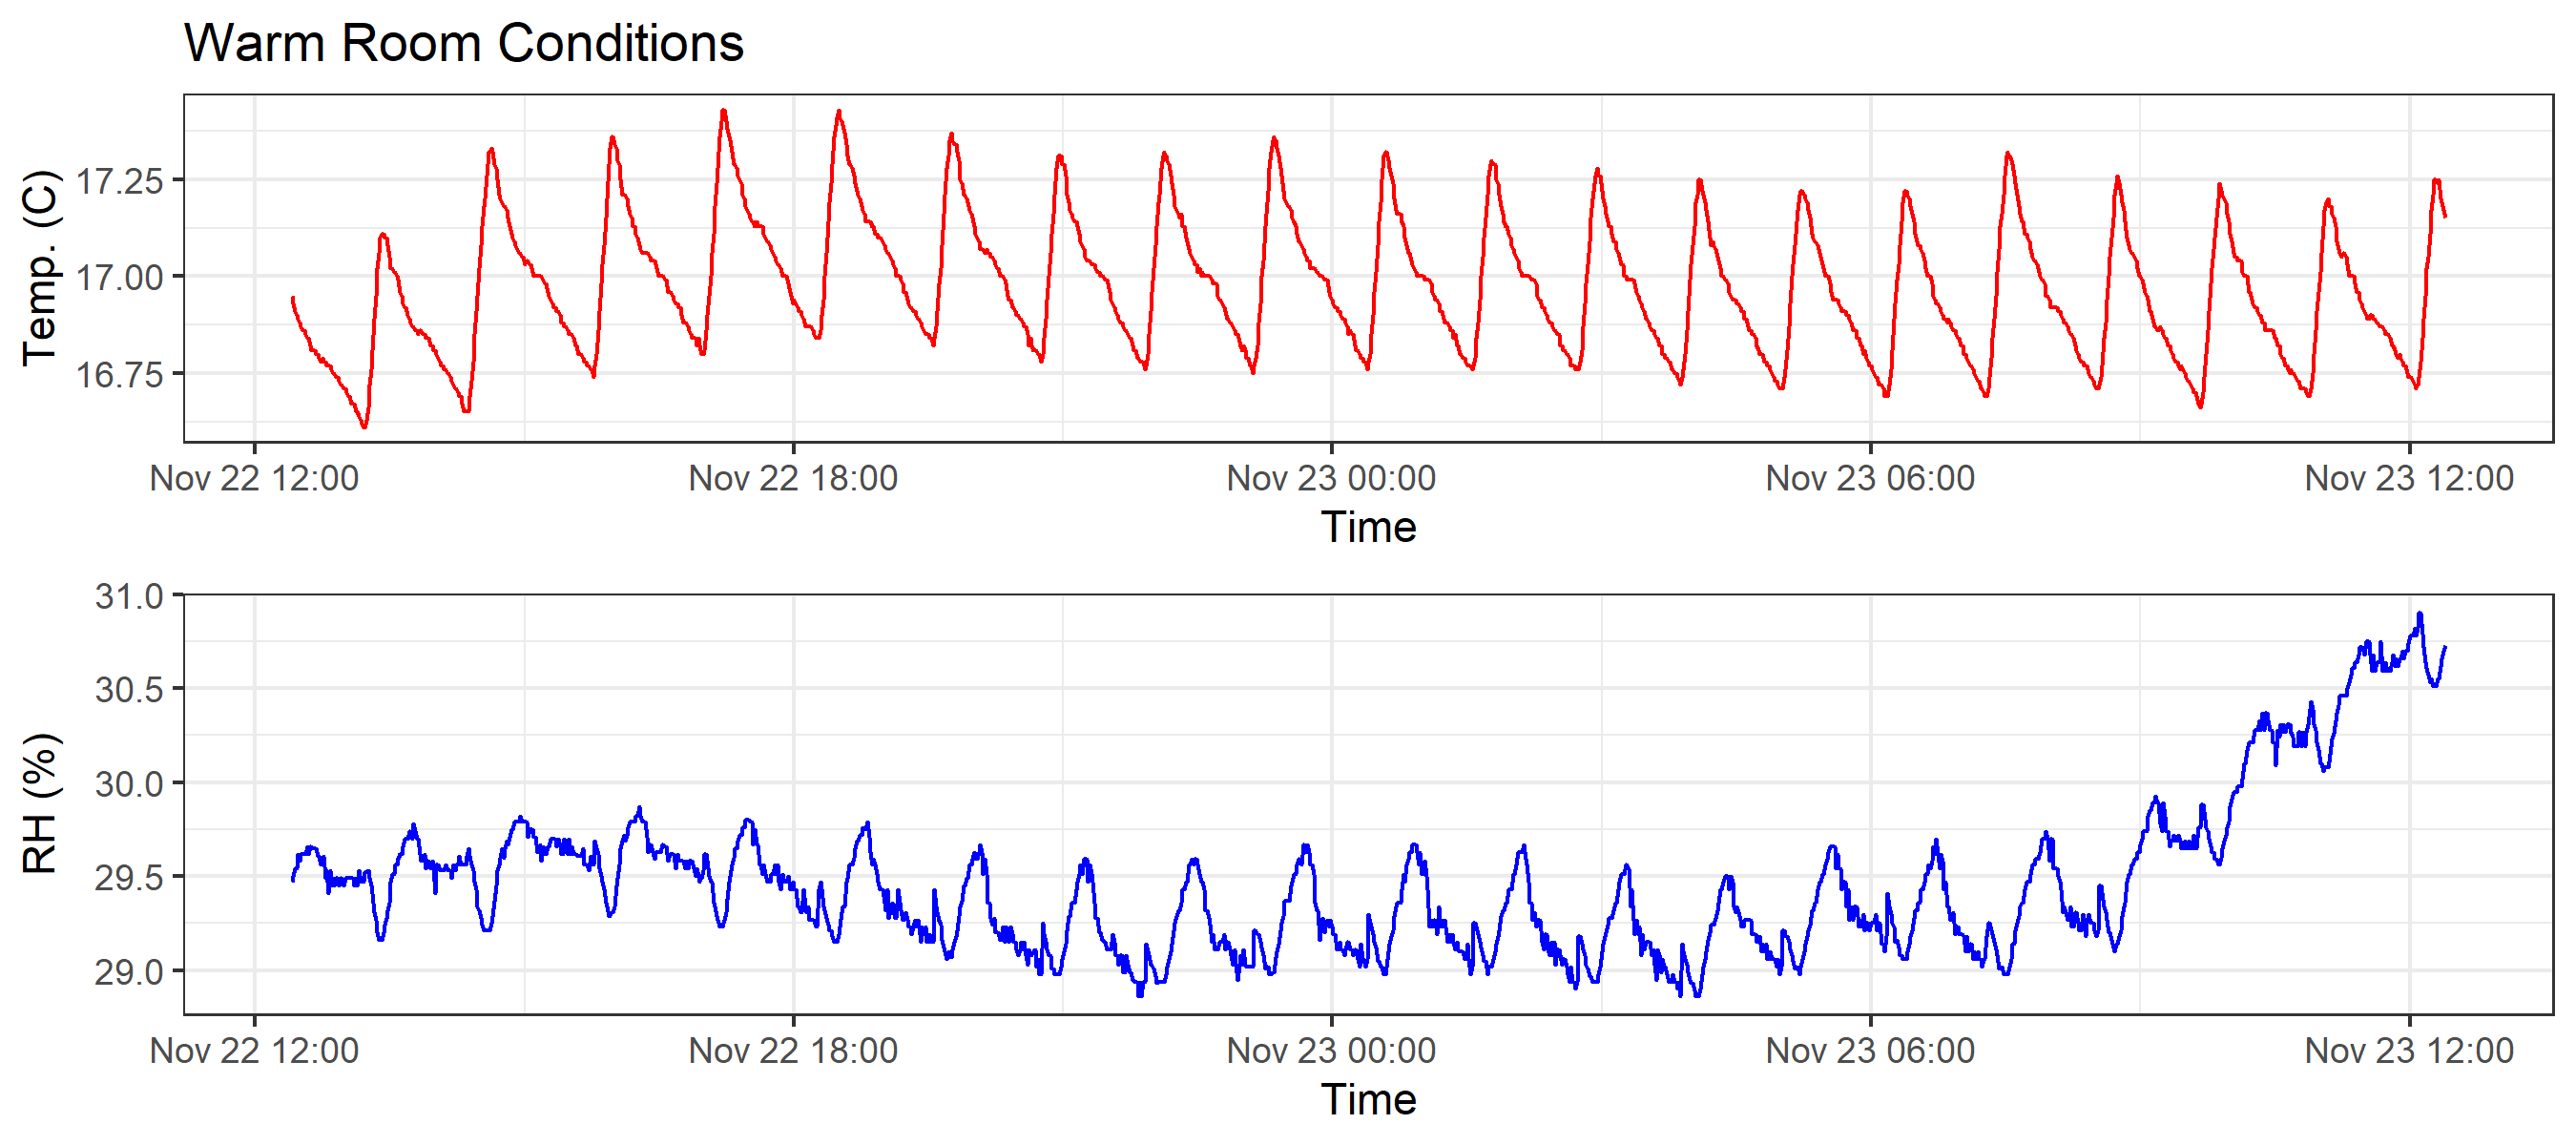 Warm Room Conditions
Temp. (C)
17.25
17.00
16.75
Nov 22 12:00 Nov 22 18:00 Nov 23 00:00 Nov 23 06:00 Nov 23 12:00
Time
RH (%)
31.0
30.5
30.0
29.5
29.0
Nov 22 12:00 Nov 22 18:00 Nov 23 00:00 Nov 23 06:00 Nov 23 12:00
Time